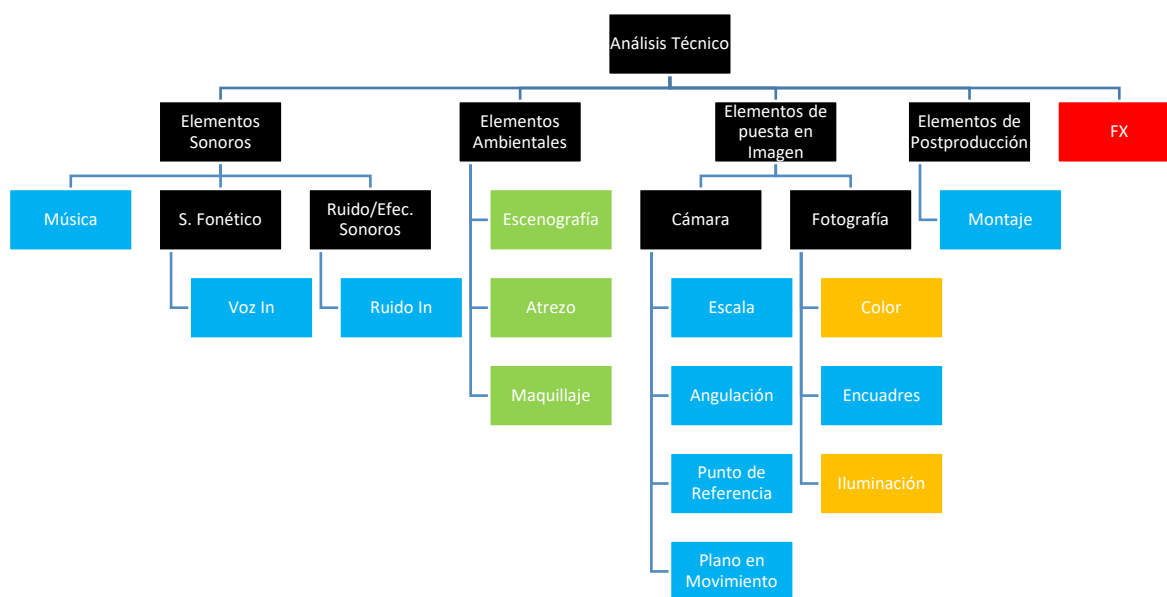 Análisis Técnico
Elementos
Sonoros
Elementos
Ambientales
Elementos de
puesta en
Imagen
Elementos de
Postproducción
FX
Música
S. Fonético
Ruido/Efec.
Sonoros
Escenografía
Cámara
Fotografía
Montaje
Voz In
Ruido In
Atrezo
Escala
Color
Maquillaje
Angulación
Encuadres
Punto de
Referencia
Iluminación
Plano en
Movimiento